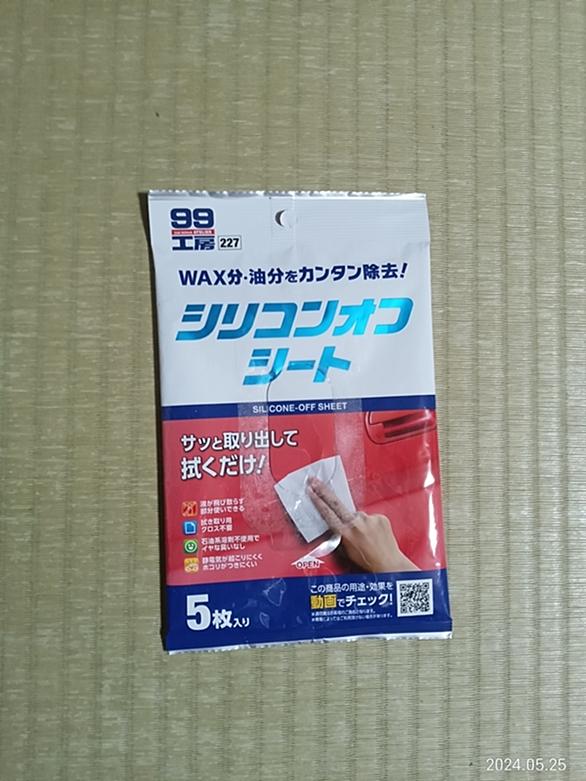 99
工房 227
WAX分・油分をカンタン除去!
シリコンオフ
シート
SILICONE-OFF SHEET
サッと取り出して
拭くだけ!
液が飛び散らず
部分使いできる
拭き取り用
クロス不要
石油系溶剤不使用で
イヤな臭いなし
静電気が起こりにくく
ホコリがつきにくい
OPEN
この商品の用途・効果を
動画でチェック!
5枚入り
2024.05.25